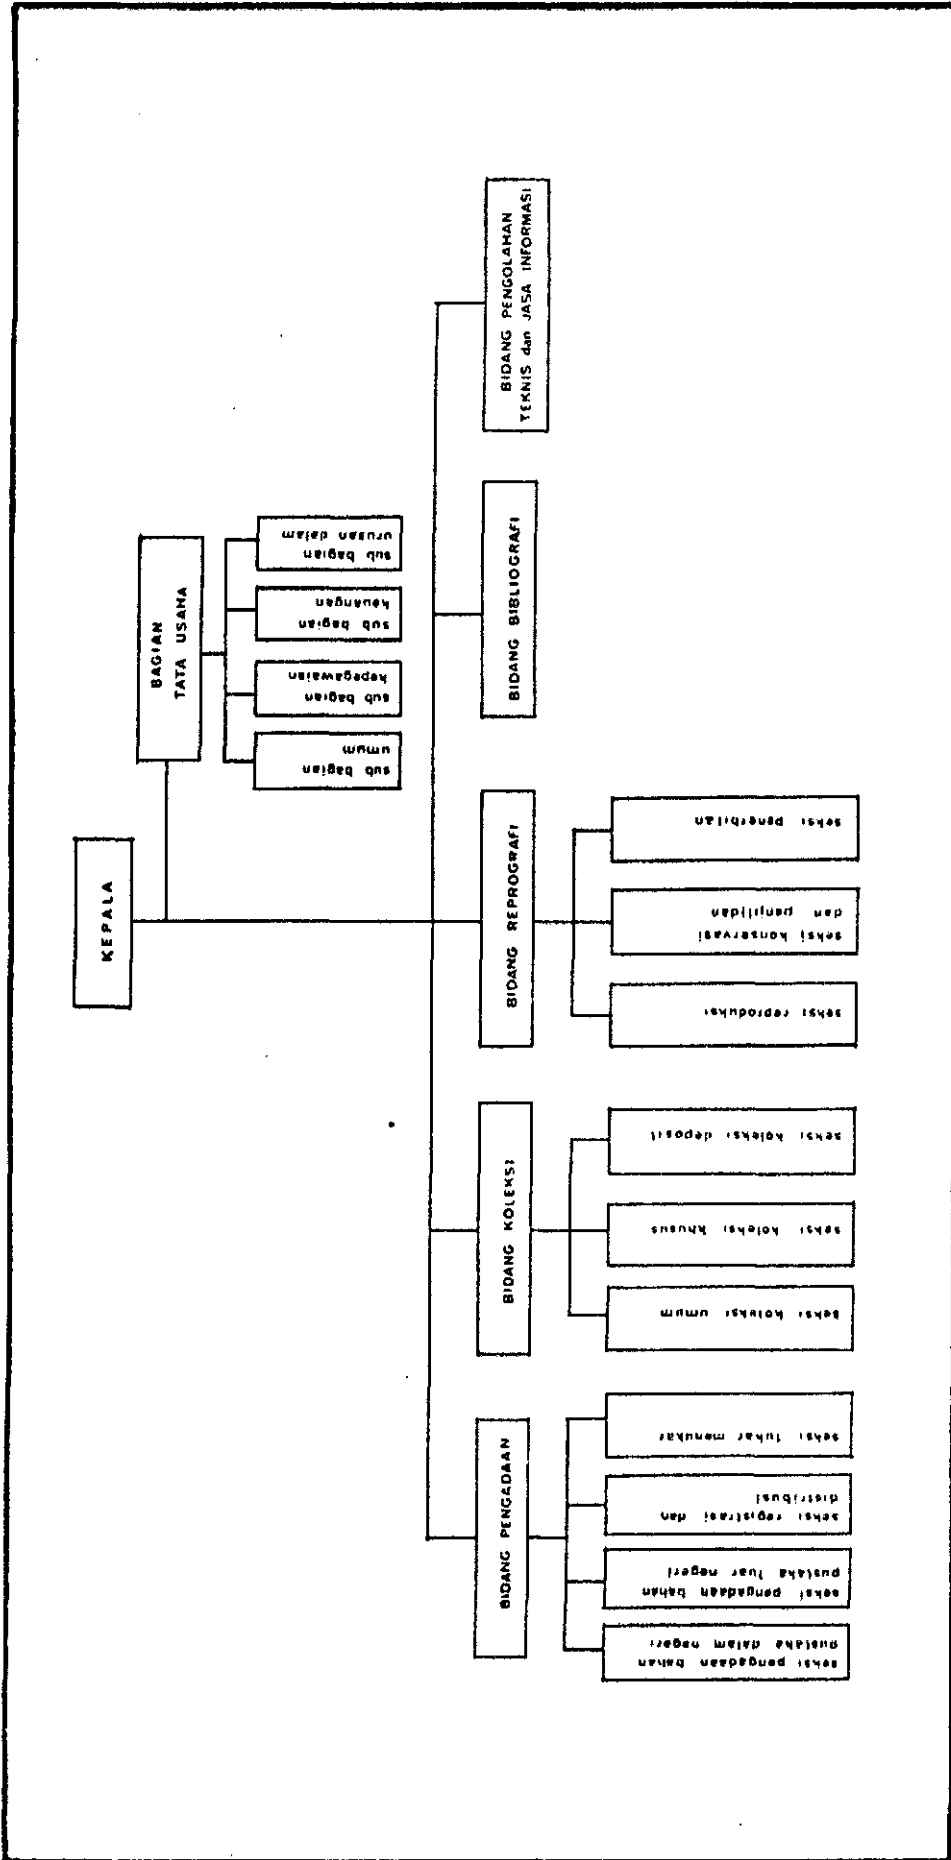 KEPALA
BAGIAN
TATA USAHA
sub bagian
umum
sub bagian
kepegawaian
sub bagian
keuangan
sub bagian
urusan dalam
BIDANG PENGADAAN
BIDANG KOLEKSI
BIDANG REPROGRAFI
BIDANG BIBLIOGRAFI
BIDANG PENGOLAHAN
TEKNIS dan JASA INFORMASI
seksi pengadaan bahan
pustaka dalam negeri
seksi pengadaan bahan
pustaka luar negeri
seksi registrasi dan
distribusi
seksi tukar menukar
seksi koleksi umum
seksi koleksi khusus
seksi koleksi deposit
seksi reproduksi
seksi konservasi
dan penjilidan
seksi penerbitan